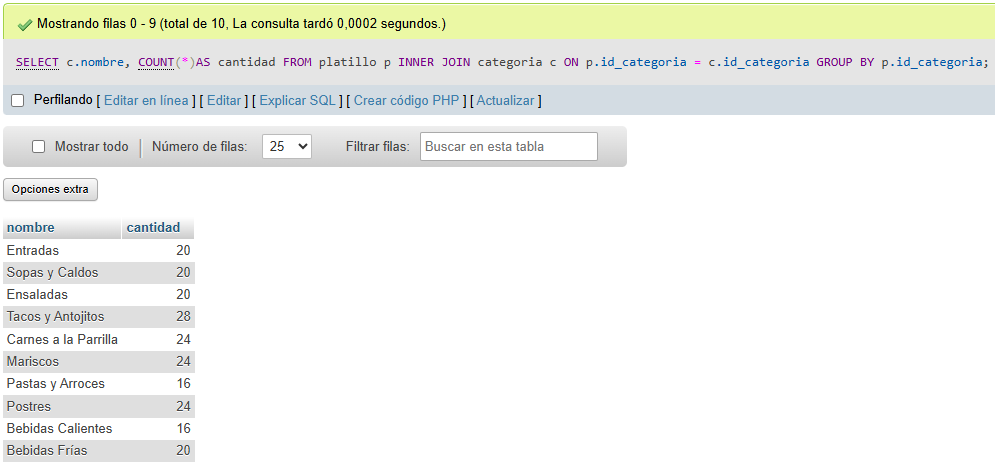 Mostrando filas 0 - 9 (total de 10, La consulta tardó 0,0002 segundos.)
SELECT c.nombre, COUNT(*)AS cantidad FROM platillo p INNER JOIN categoria c ON p.id_categoria = c.id_categoria GROUP BY p.id_categoria;
Perfilando [ Editar en línea ] [ Editar ] [ Explicar SQL ] [ Crear código PHP ] [ Actualizar ]
Mostrar todo | Número de filas: 25 Filtrar filas: Buscar en esta tabla
Opciones extra
nombre cantidad
Entradas 20
Sopas y Caldos 20
Ensaladas 20
Tacos y Antojitos 28
Carnes a la Parrilla 24
Mariscos 24
Pastas y Arroces 16
Postres 24
Bebidas Calientes 16
Bebidas Frías 20